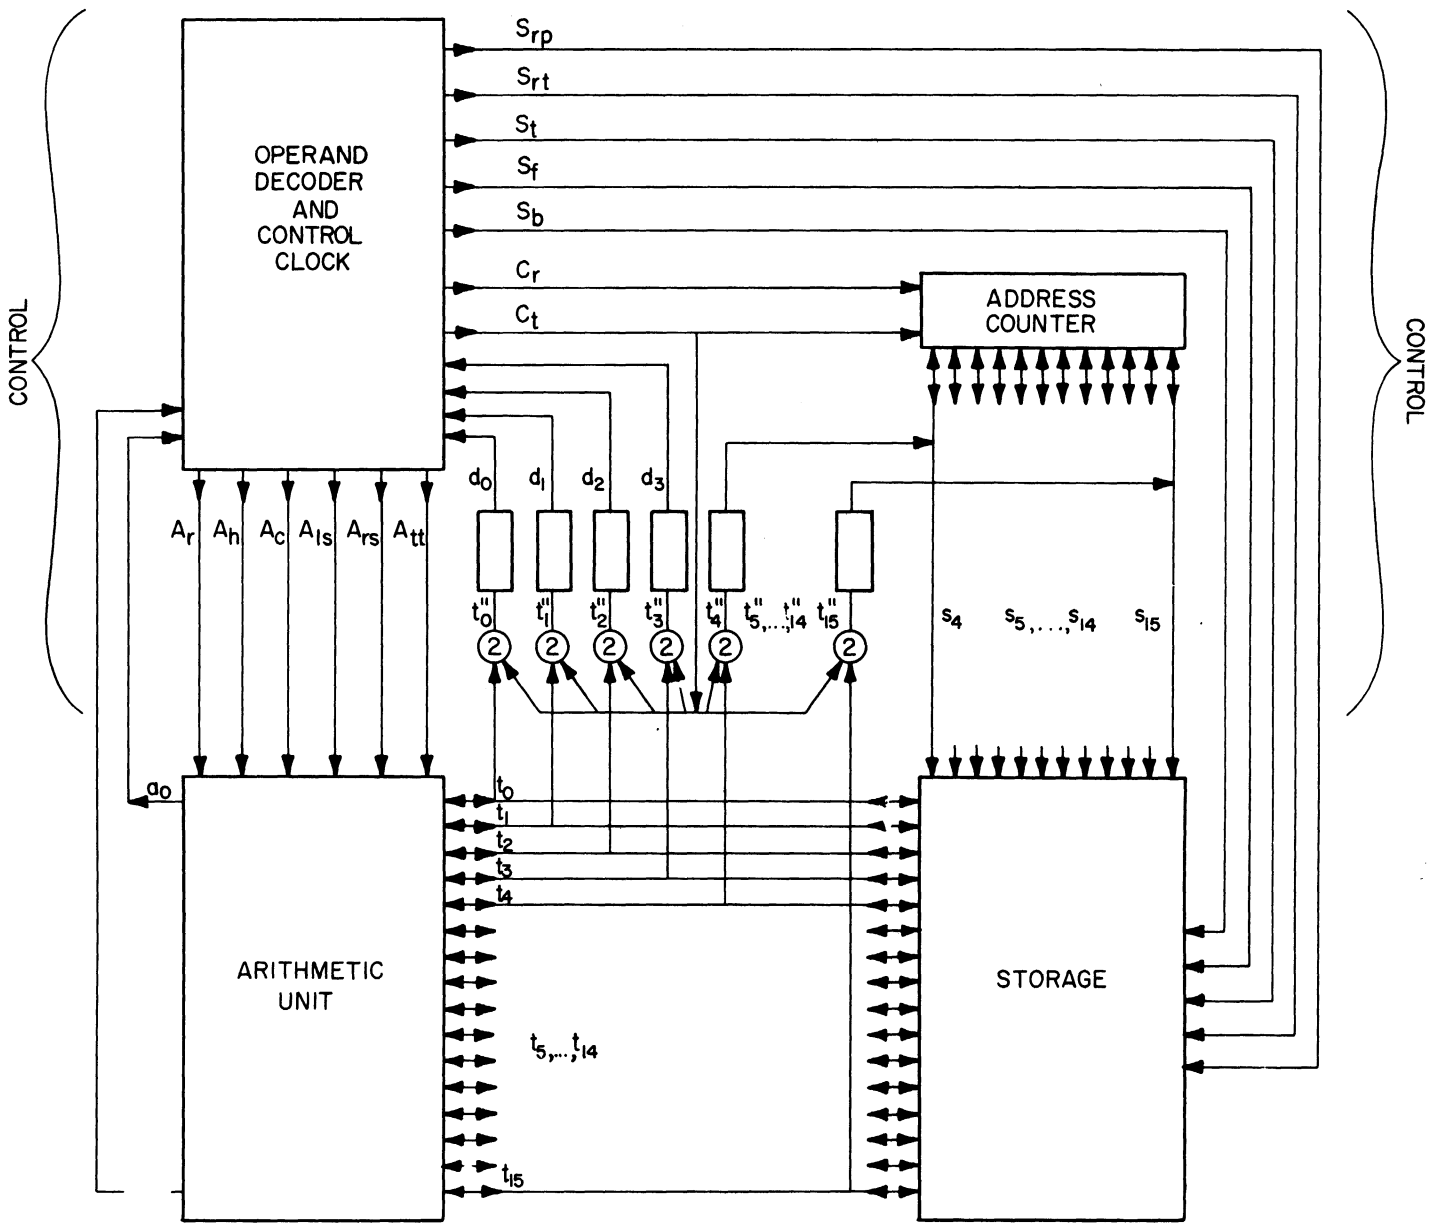 S_rp
S_rt
OPERAND
DECODER
AND
CONTROL
CLOCK
S_t
S_f
S_b
C_r
C_t
ADDRESS
COUNTER
CONTROL
CONTROL
d_0 d_1 d_2 d_3
A_r A_h A_c A_ls A_rs A_tt
t''_0 t''_1 t''_2 t''_3 t''_4 t''_5,...,t''_14 t''_15
s_4 s_5,...,s_14 s_15
2 2 2 2 2 2
a_0
t_0
t_1
t_2
t_3
t_4
ARITHMETIC
UNIT
STORAGE
t_5,...,t_14
t_15